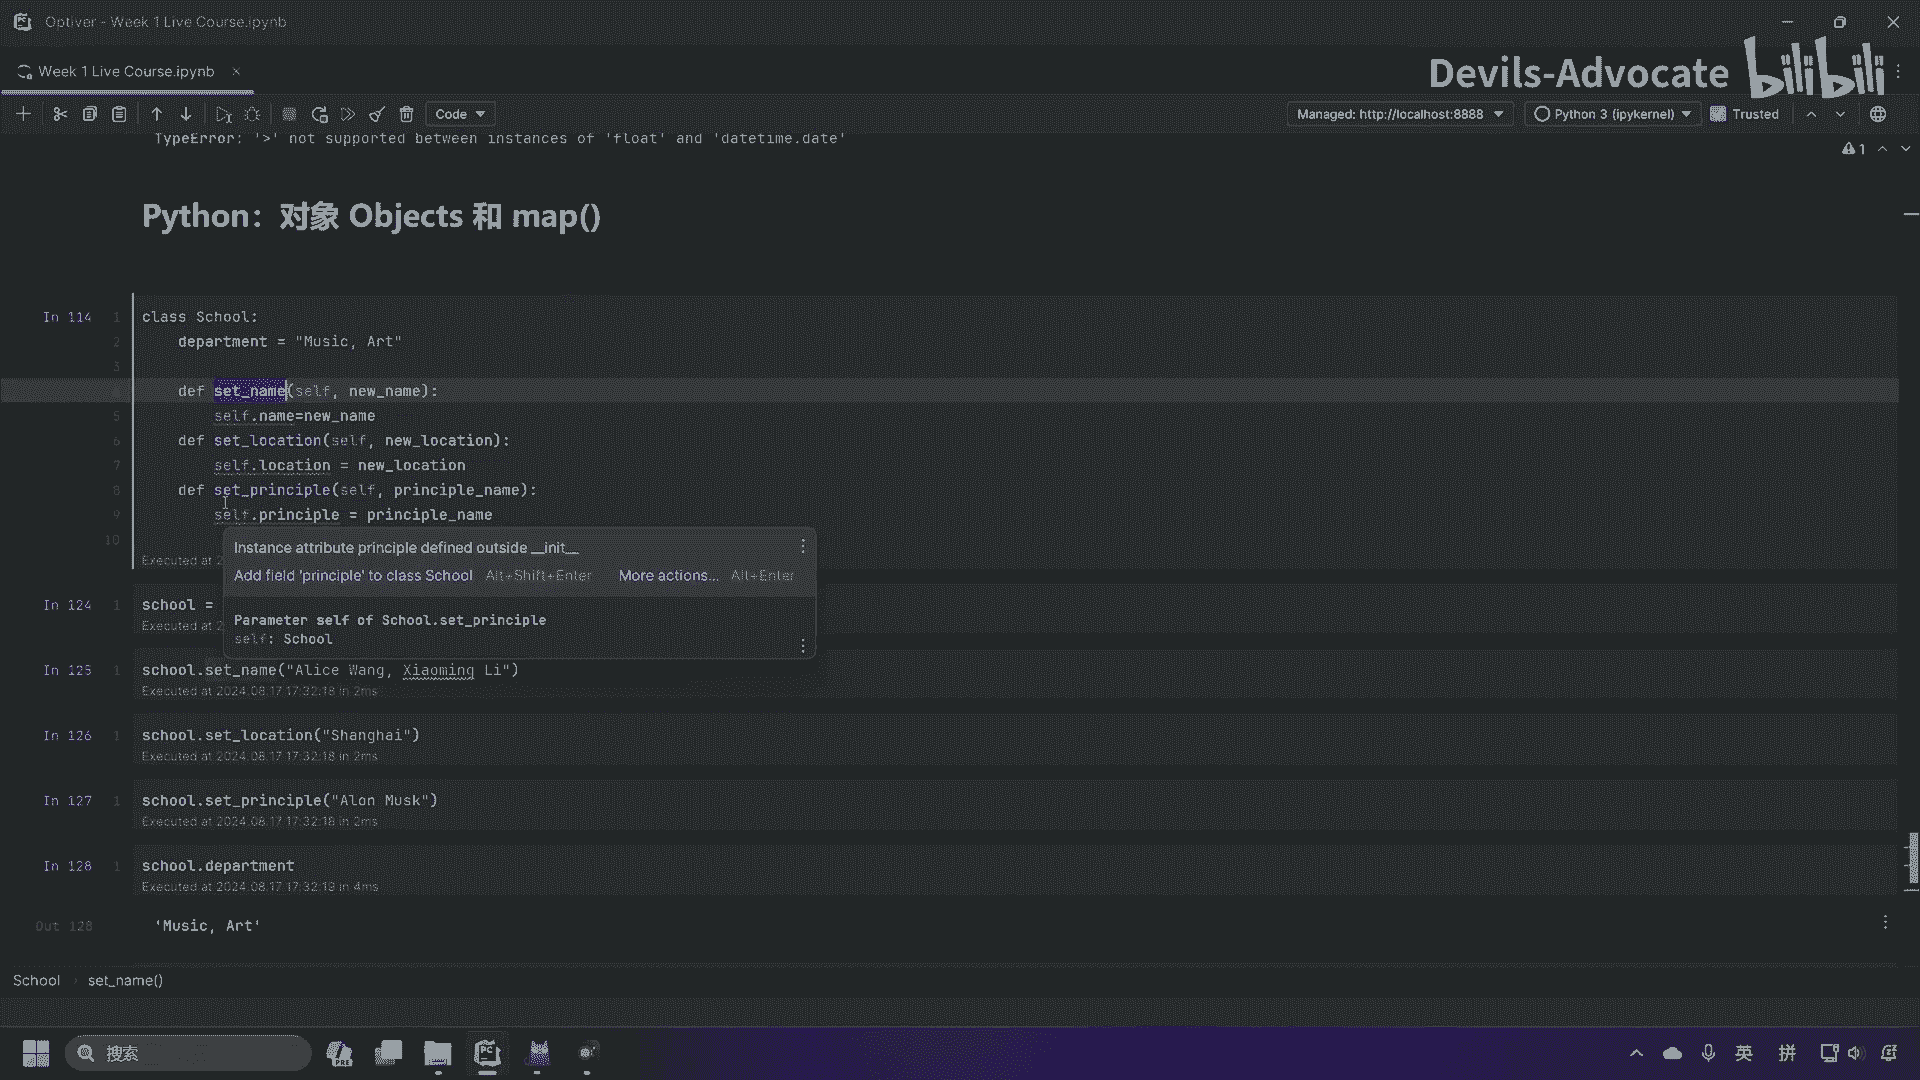 Optiver - Week 1 Live Course.ipynb
Week 1 Live Course.ipynb
Devils-Advocate bilibili
Code
Managed: http://localhost:8888
Python 3 (ipykernel)
Trusted
TypeError: '>' not supported between instances of 'float' and 'datetime.date'
1
Python：对象 Objects 和 map()
In 114
1 class School:
2 department = "Music, Art"
3
def set_name(self, new_name):
5 self.name=new_name
6 def set_location(self, new_location):
7 self.location = new_location
8 def set_principle(self, principle_name):
9 self.principle = principle_name
10
Executed at 2
Instance attribute principle defined outside __init__
Add field 'principle' to class School Alt+Shift+Enter More actions... Alt+Enter
Parameter self of School.set_principle
self: School
In 124 1 school =
Executed at 2
In 125 1 school.set_name("Alice Wang, Xiaoming Li")
Executed at 2024.08.17 17:32:18 in 2ms
In 126 1 school.set_location("Shanghai")
Executed at 2024.08.17 17:32:18 in 2ms
In 127 1 school.set_principle("Alon Musk")
Executed at 2024.08.17 17:32:18 in 2ms
In 128 1 school.department
Executed at 2024.08.17 17:32:19 in 4ms
Out 128 'Music, Art'
School set_name()
搜索
PRE
PC
英
拼